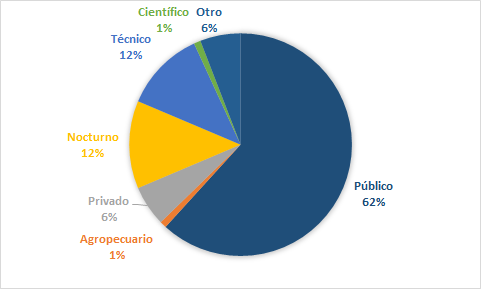 Científico
1%
Otro
6%
Técnico
12%
Nocturno
12%
Privado
6%
Agropecuario
1%
Público
62%